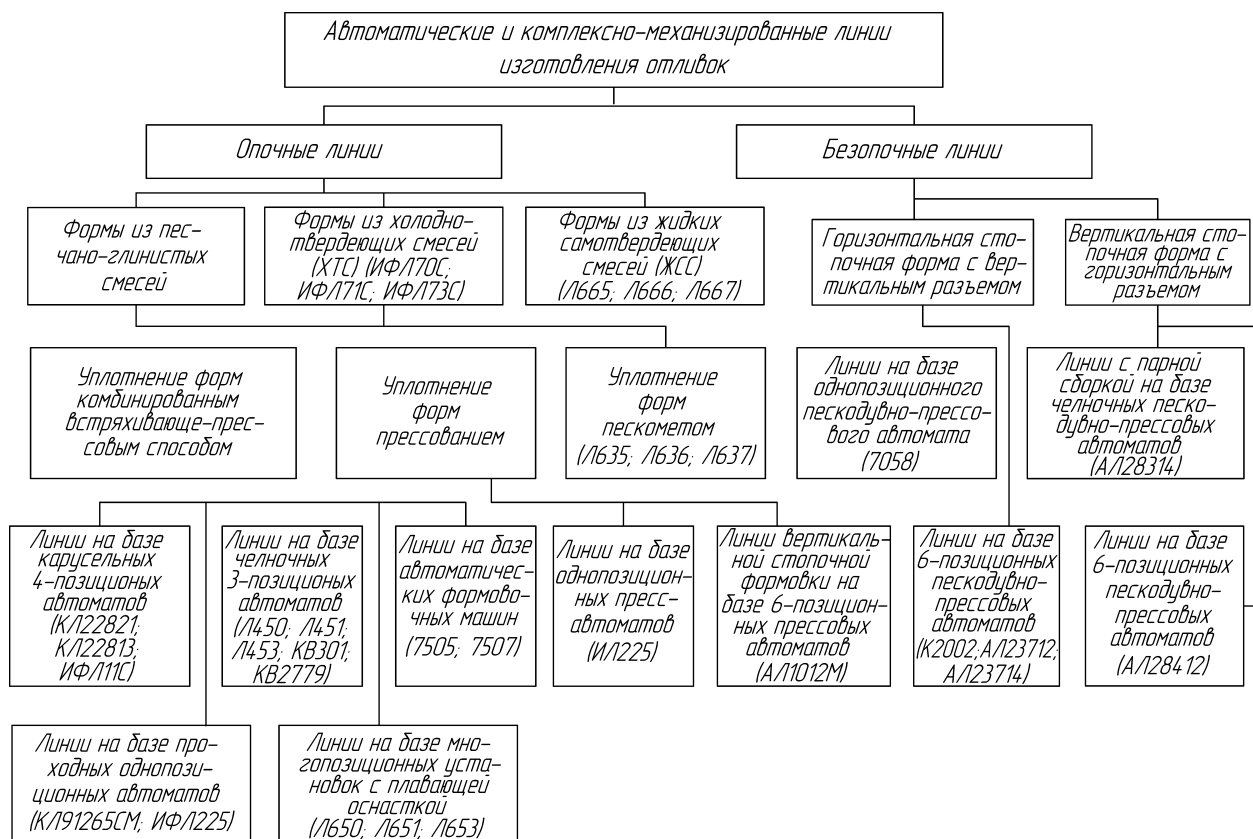 Автоматические и комплексно-механизированные линии
изготовления отливок
Опочные линии
Безопочные линии
Формы из пес-
чано-глинистых
смесей
Формы из холодно-
твердеющих смесей
(ХТС) (ИФЛ70С;
ИФЛ71С; ИФЛ73С)
Формы из жидких
самотвердеющих
смесей (ЖСС)
(Л665; Л666; Л667)
Горизонтальная сто-
почная форма с вер-
тикальным разъемом
Вертикальная сто-
почная форма с
горизонтальным
разъемом
Уплотнение форм
комбинированным
встряхивающе-прес-
совым способом
Уплотнение
форм
прессованием
Уплотнение
форм
пескометом
(Л635; Л636; Л637)
Линии на базе
однопозиционного
пескодувно-прессо-
вого автомата
(7058)
Линии с парной
сборкой на базе
челночных песко-
дувно-прессовых
автоматов
(АЛ28314)
Линии на базе
карусельных
4-позиционых
автоматов
(КЛ22821;
КЛ22813;
ИФЛ11С)
Линии на базе
челночных
3-позиционых
автоматов
(Л450; Л451;
Л453; КВ301;
КВ2779
Линии на базе
автоматичес-
ких формово-
чных машин
(7505; 7507)
Линии на базе
однопозицион-
ных пресс-
автоматов
(ИЛ225)
Линии вертикаль-
ной стопочной
формовки на
базе 6-позицион-
ных прессовых
автоматов
(АЛ1012М)
Линии на базе
6-позиционных
пескодувно-
прессовых
автоматов
(К2002;АЛ23712;
АЛ23714)
Линии на базе
6-позиционных
пескодувно-
прессовых
автоматов
(АЛ28412)
Линии на базе про-
ходных однопози-
ционных автоматов
(КЛ91265СМ; ИФЛ225)
Линии на базе мно-
гопозиционных уста-
новок с плавающей
оснасткой
(Л650; Л651; Л653)